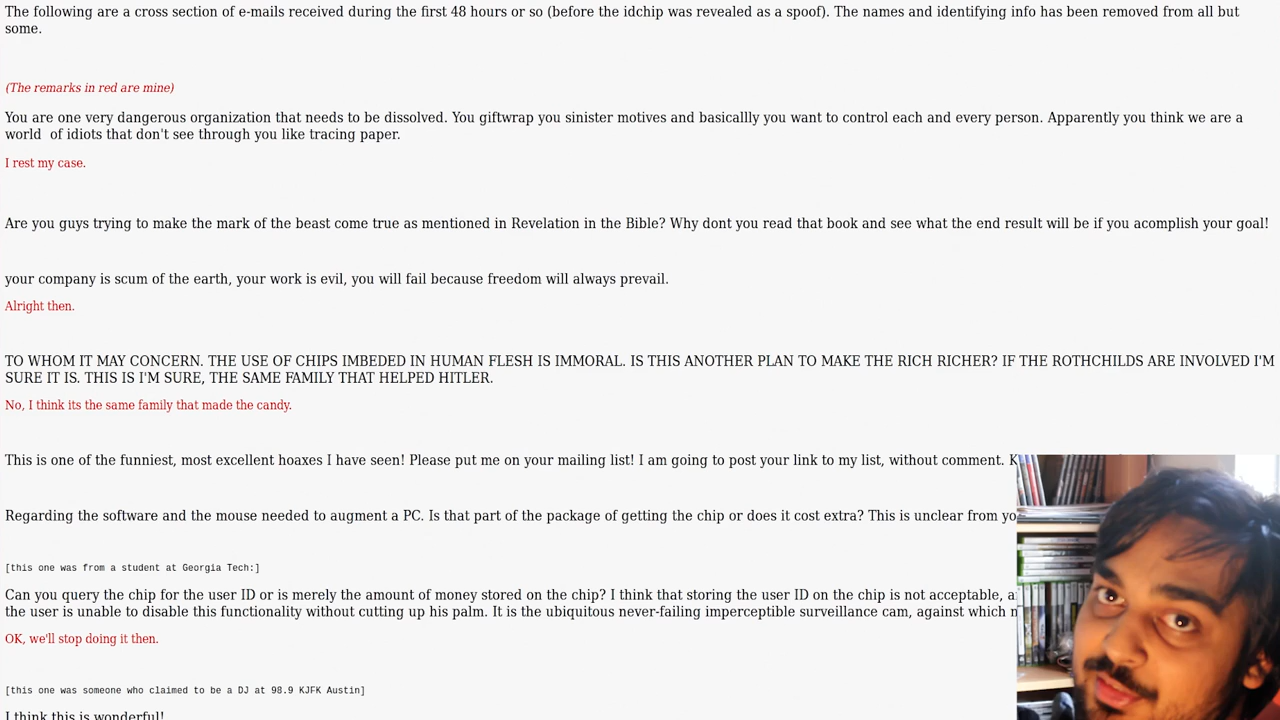 The following are a cross section of e-mails received during the first 48 hours or so (before the idchip was revealed as a spoof). The names and identifying info has been removed from all but
some.
(The remarks in red are mine)
You are one very dangerous organization that needs to be dissolved. You giftwrap you sinister motives and basicallly you want to control each and every person. Apparently you think we are a
world of idiots that don't see through you like tracing paper.
I rest my case.
Are you guys trying to make the mark of the beast come true as mentioned in Revelation in the Bible? Why dont you read that book and see what the end result will be if you acomplish your goal!
your company is scum of the earth, your work is evil, you will fail because freedom will always prevail.
Alright then.
TO WHOM IT MAY CONCERN. THE USE OF CHIPS IMBEDED IN HUMAN FLESH IS IMMORAL. IS THIS ANOTHER PLAN TO MAKE THE RICH RICHER? IF THE ROTHCHILDS ARE INVOLVED I'M
SURE IT IS. THIS IS I'M SURE, THE SAME FAMILY THAT HELPED HITLER.
No, I think its the same family that made the candy.
This is one of the funniest, most excellent hoaxes I have seen! Please put me on your mailing list! I am going to post your link to my list, without comment.
Regarding the software and the mouse needed to augment a PC. Is that part of the package of getting the chip or does it cost extra? This is unclear from
[this one was from a student at Georgia Tech:]
Can you query the chip for the user ID or is merely the amount of money stored on the chip? I think that storing the user ID on the chip is not acceptable,
the user is unable to disable this functionality without cutting up his palm. It is the ubiquitous never-failing imperceptible surveillance cam, against which
OK, we'll stop doing it then.
[this one was someone who claimed to be a DJ at 98.9 KJFK Austin]
I think this is wonderful!